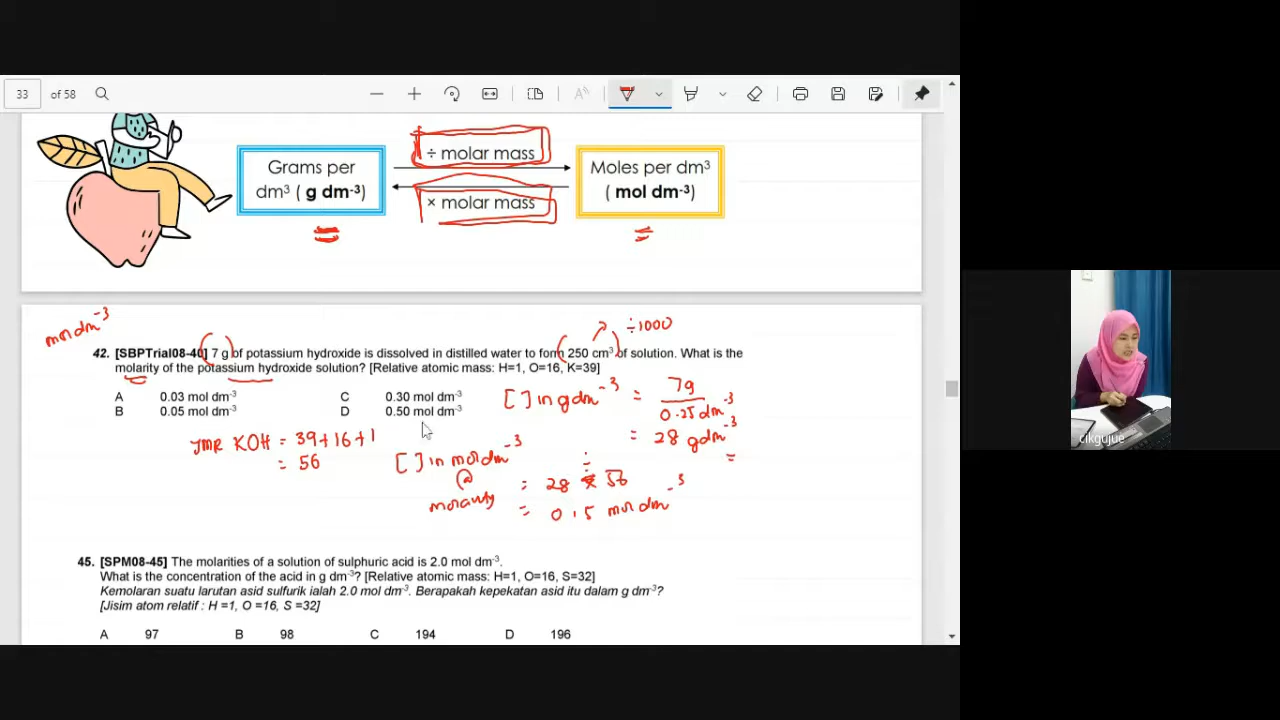 33 of 58
÷ molar mass
Grams per
dm³ ( g dm⁻³)
Moles per dm³
( mol dm⁻³)
× molar mass
mol dm⁻³
÷1000
42. [SBPTrial08-40] 7 g of potassium hydroxide is dissolved in distilled water to form 250 cm³ of solution. What is the
molarity of the potassium hydroxide solution? [Relative atomic mass: H=1, O=16, K=39]
A 0.03 mol dm⁻³ C 0.30 mol dm⁻³
B 0.05 mol dm⁻³ D 0.50 mol dm⁻³
[ ] in gdm⁻³ = 7g / 0.25 dm⁻³
= 28 gdm⁻³
JMR KOH = 39+16+1
= 56
[ ] in moldm⁻³
@
molarity
= 28 ÷ 56
= 0.5 mol dm⁻³
cikgujue
45. [SPM08-45] The molarities of a solution of sulphuric acid is 2.0 mol dm⁻³.
What is the concentration of the acid in g dm⁻³? [Relative atomic mass: H=1, O=16, S=32]
Kemolaran suatu larutan asid sulfurik ialah 2.0 mol dm⁻³. Berapakah kepekatan asid itu dalam g dm⁻³?
[Jisim atom relatif : H =1, O =16, S =32]
A 97 B 98 C 194 D 196